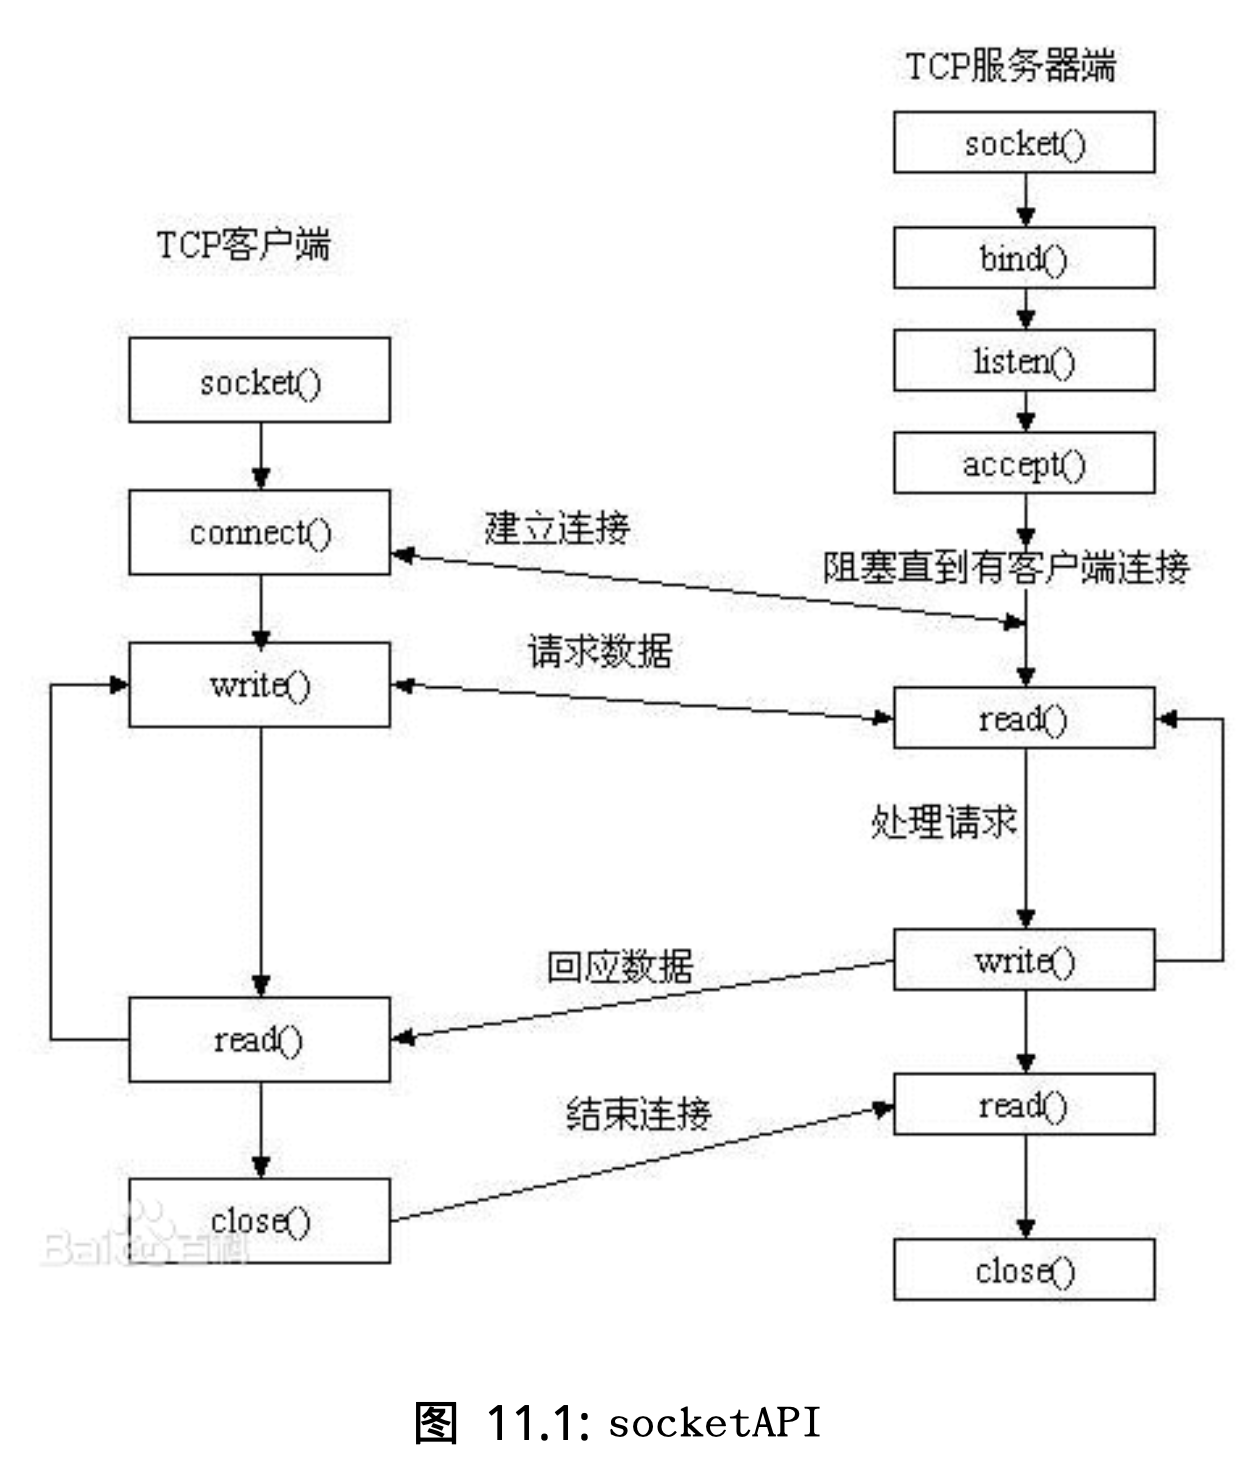 TCP服务器端
socket()
bind()
listen()
accept()
阻塞直到有客户端连接
read()
处理请求
write()
read()
close()
TCP客户端
socket()
connect()
write()
read()
close()
建立连接
请求数据
回应数据
结束连接
Baidu百科
图 11.1: socketAPI